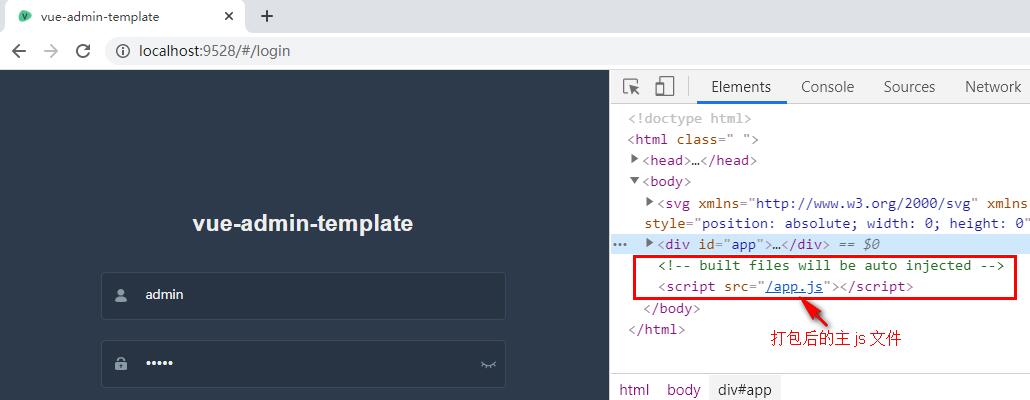 vue-admin-template
localhost:9528/#/login
Elements
Console
Sources
Network
<!doctype html>
<html class=" ">
<head>…</head>
<body>
<svg xmlns="http://www.w3.org/2000/svg" xmlns
style="position: absolute; width: 0; height: 0"
<div id="app">…</div> == $0
<!-- built files will be auto injected -->
<script src="/app.js"></script>
</body>
</html>
打包后的主 js 文件
html body div#app
vue-admin-template
admin
•••••